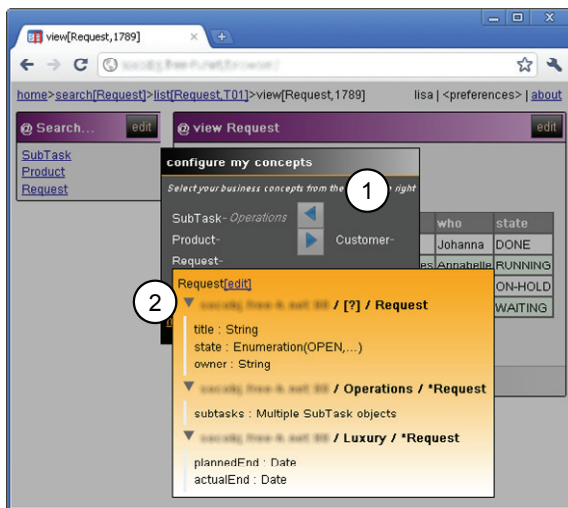 view[Request,1789]
home>search[Request]>list[Request,T01]>view[Request,1789] lisa | <preferences> | about
@ Search... edit
@ view Request edit
SubTask
Product
Request
configure my concepts
Select your business concepts from the right
1
SubTask- Operations
Product-
Request-
Customer-
who state
Johanna DONE
Annabelle RUNNING
ON-HOLD
WAITING
2
Request[edit]
/ [?] / Request
title : String
state : Enumeration(OPEN,...)
owner : String
/ Operations / *Request
subtasks : Multiple SubTask objects
/ Luxury / *Request
plannedEnd : Date
actualEnd : Date